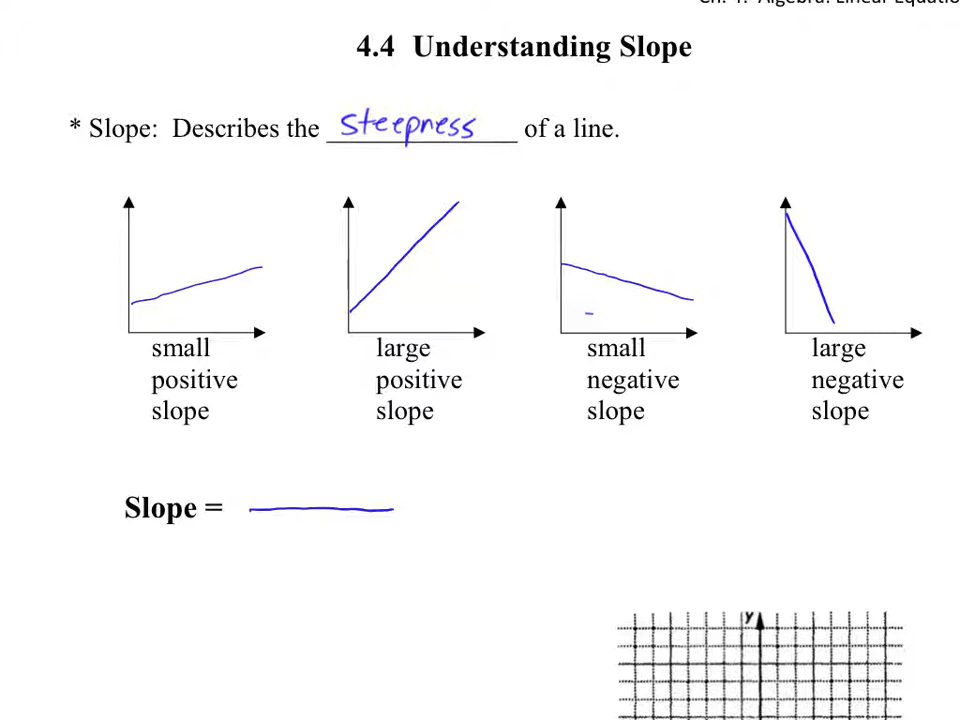 4.4 Understanding Slope
* Slope: Describes the steepness of a line.
small positive slope
large positive slope
small negative slope
large negative slope
Slope =
y